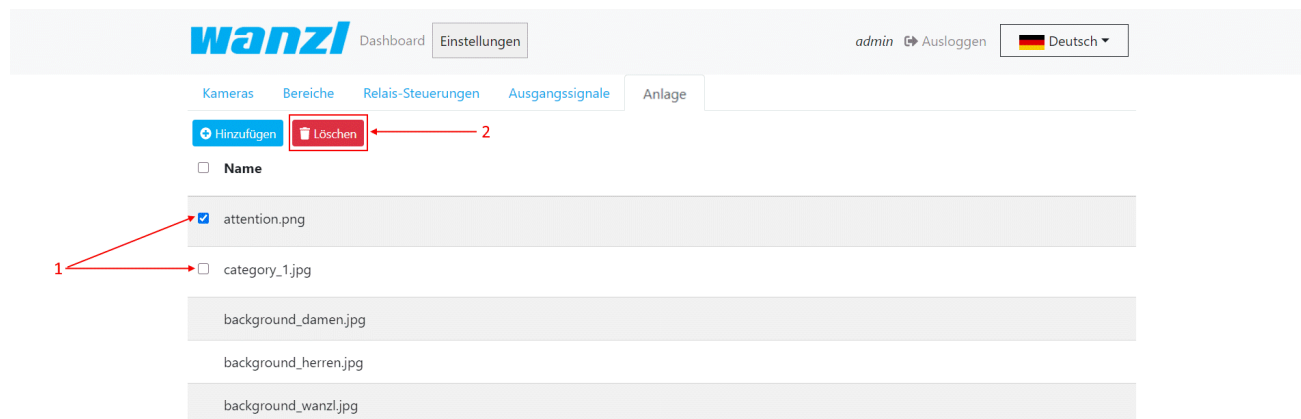 wanzl Dashboard Einstellungen admin Ausloggen Deutsch
Kameras Bereiche Relais-Steuerungen Ausgangssignale Anlage
Hinzufügen Löschen 2
Name
attention.png
1 category_1.jpg
background_damen.jpg
background_herren.jpg
background_wanzl.jpg